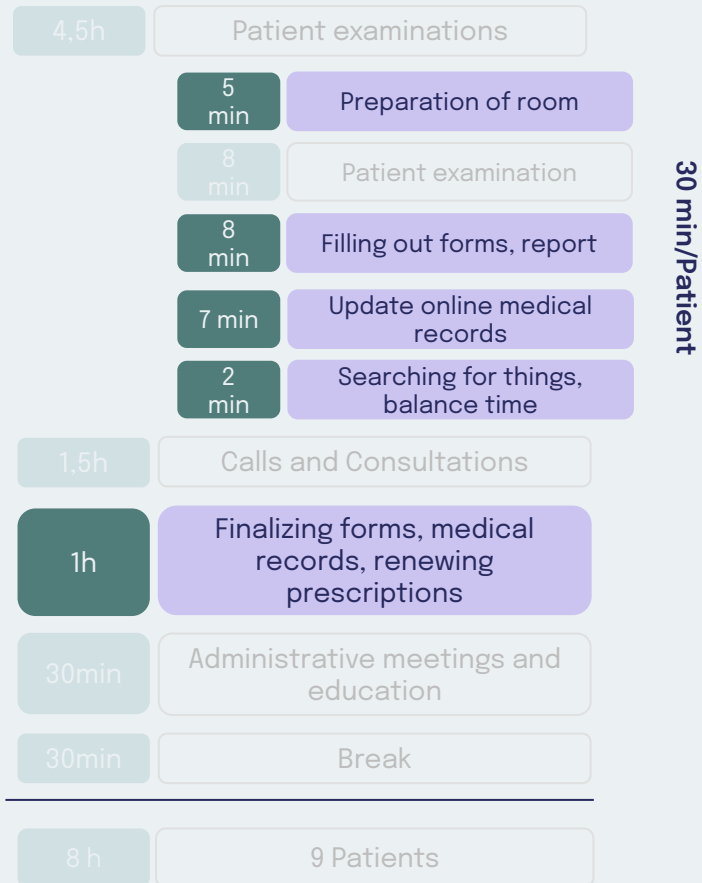 4,5h
Patient examinations
5
min
Preparation of room
8
min
Patient examination
8
min
Filling out forms, report
7 min
Update online medical
records
2
min
Searching for things,
balance time
30 min/Patient
1,5h
Calls and Consultations
1h
Finalizing forms, medical
records, renewing
prescriptions
30min
Administrative meetings and
education
30min
Break
8 h
9 Patients